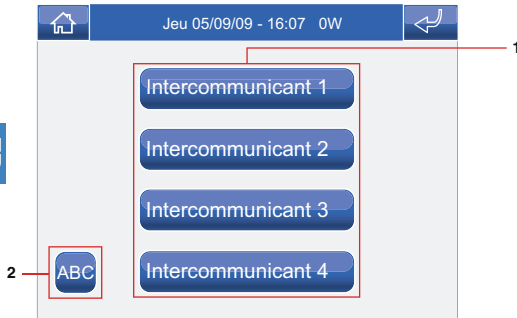 Jeu 05/09/09 - 16:07 0W
1
Intercommunicant 1
Intercommunicant 2
Intercommunicant 3
2
ABC
Intercommunicant 4